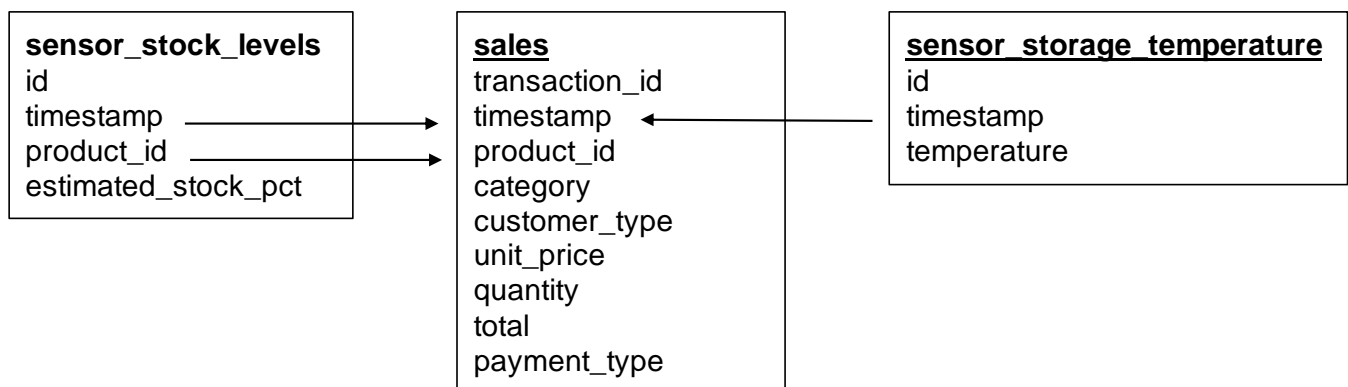 sensor_stock_levels
id
timestamp
product_id
estimated_stock_pct
sales
transaction_id
timestamp
product_id
category
customer_type
unit_price
quantity
total
payment_type
sensor_storage_temperature
id
timestamp
temperature